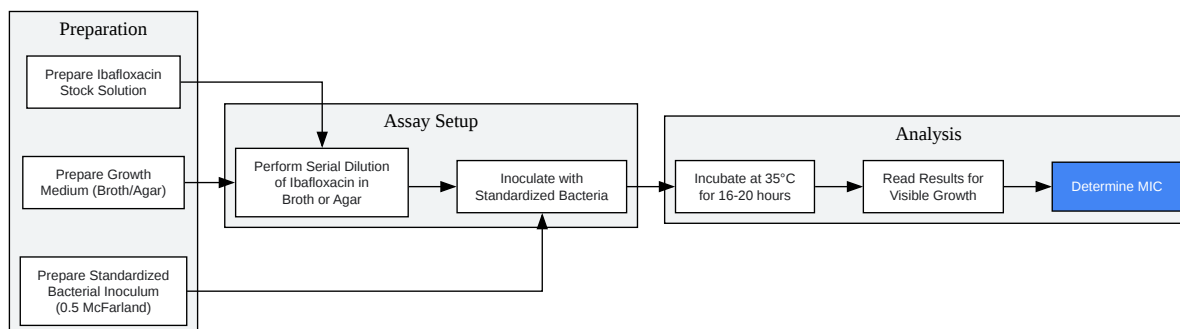 Preparation
Prepare Ibafloxacin
Stock Solution
Prepare Growth
Medium (Broth/Agar)
Prepare Standardized
Bacterial Inoculum
(0.5 McFarland)
Assay Setup
Perform Serial Dilution
of Ibafloxacin in
Broth or Agar
Inoculate with
Standardized Bacteria
Analysis
Incubate at 35°C
for 16-20 hours
Read Results for
Visible Growth
Determine MIC